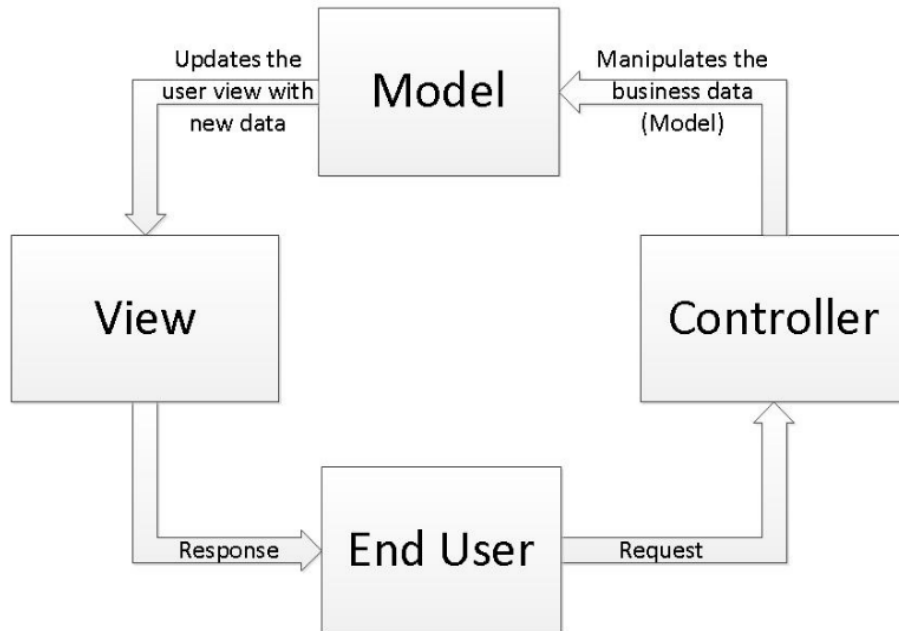 Updates the
user view with
new data
Model
Manipulates the
business data
(Model)
View
Controller
Response
End User
Request